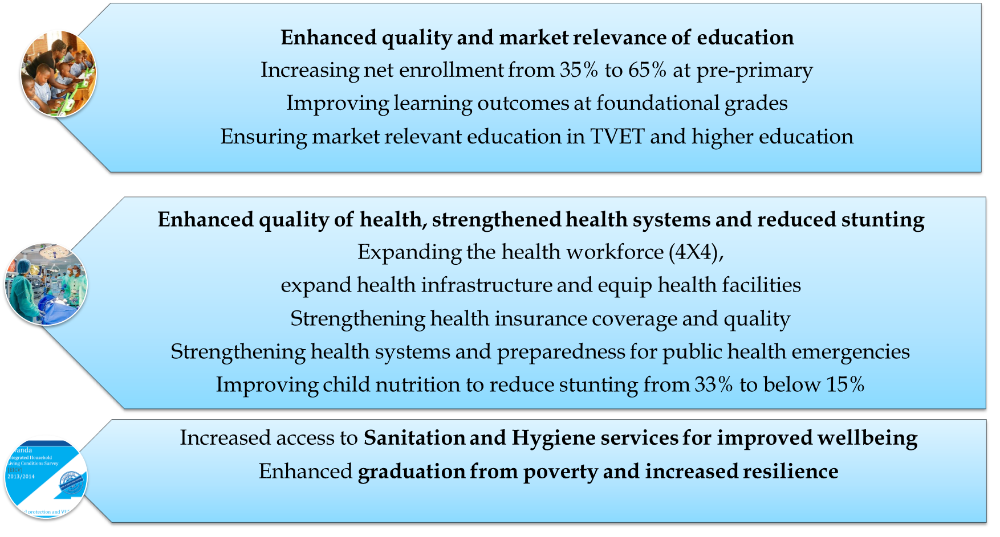 Enhanced quality and market relevance of education
Increasing net enrollment from 35% to 65% at pre-primary
Improving learning outcomes at foundational grades
Ensuring market relevant education in TVET and higher education
Enhanced quality of health, strengthened health systems and reduced stunting
Expanding the health workforce (4X4),
expand health infrastructure and equip health facilities
Strengthening health insurance coverage and quality
Strengthening health systems and preparedness for public health emergencies
Improving child nutrition to reduce stunting from 33% to below 15%
Increased access to Sanitation and Hygiene services for improved wellbeing
Enhanced graduation from poverty and increased resilience
Integrated Household
Living Conditions Survey
[EICV]
2013/2014
protection and